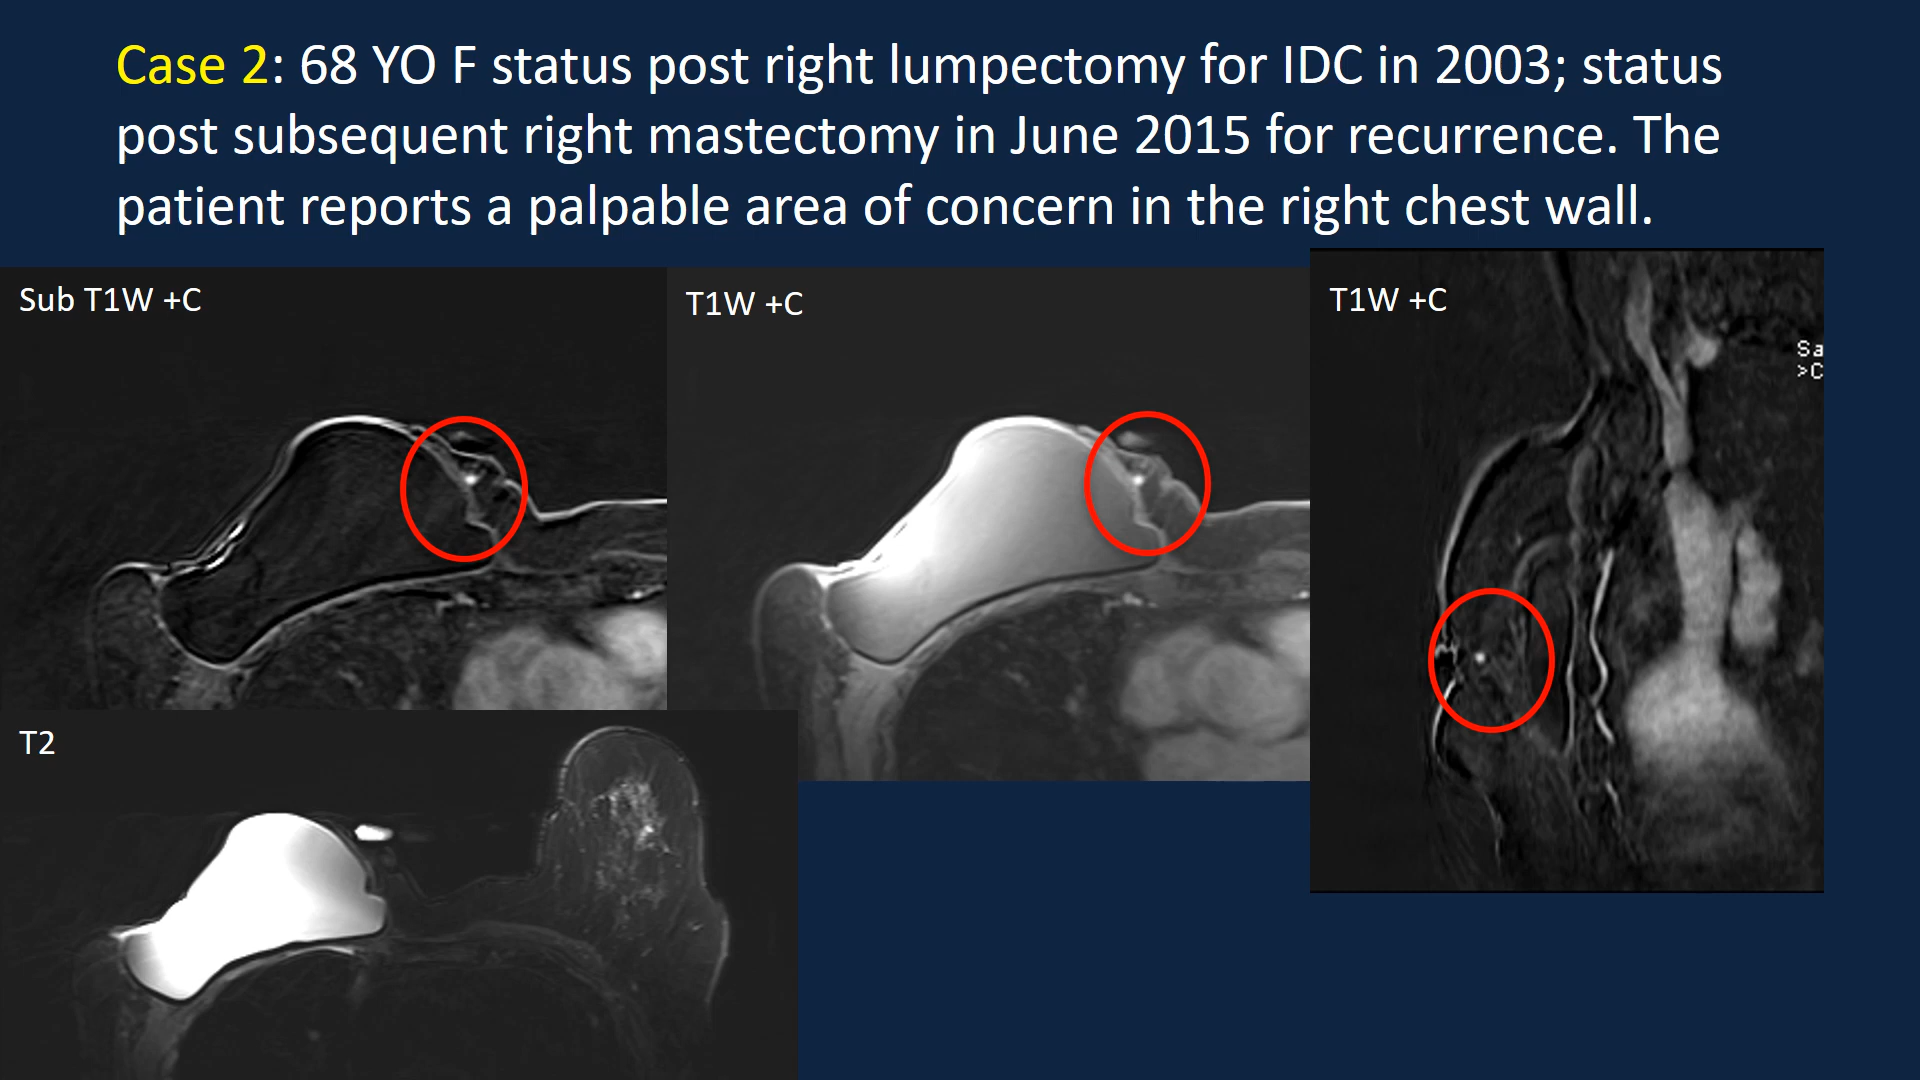 Case 2: 68 YO F status post right lumpectomy for IDC in 2003; status
post subsequent right mastectomy in June 2015 for recurrence. The
patient reports a palpable area of concern in the right chest wall.
Sub T1W +C
T1W +C
T1W +C
Sa
>C
T2